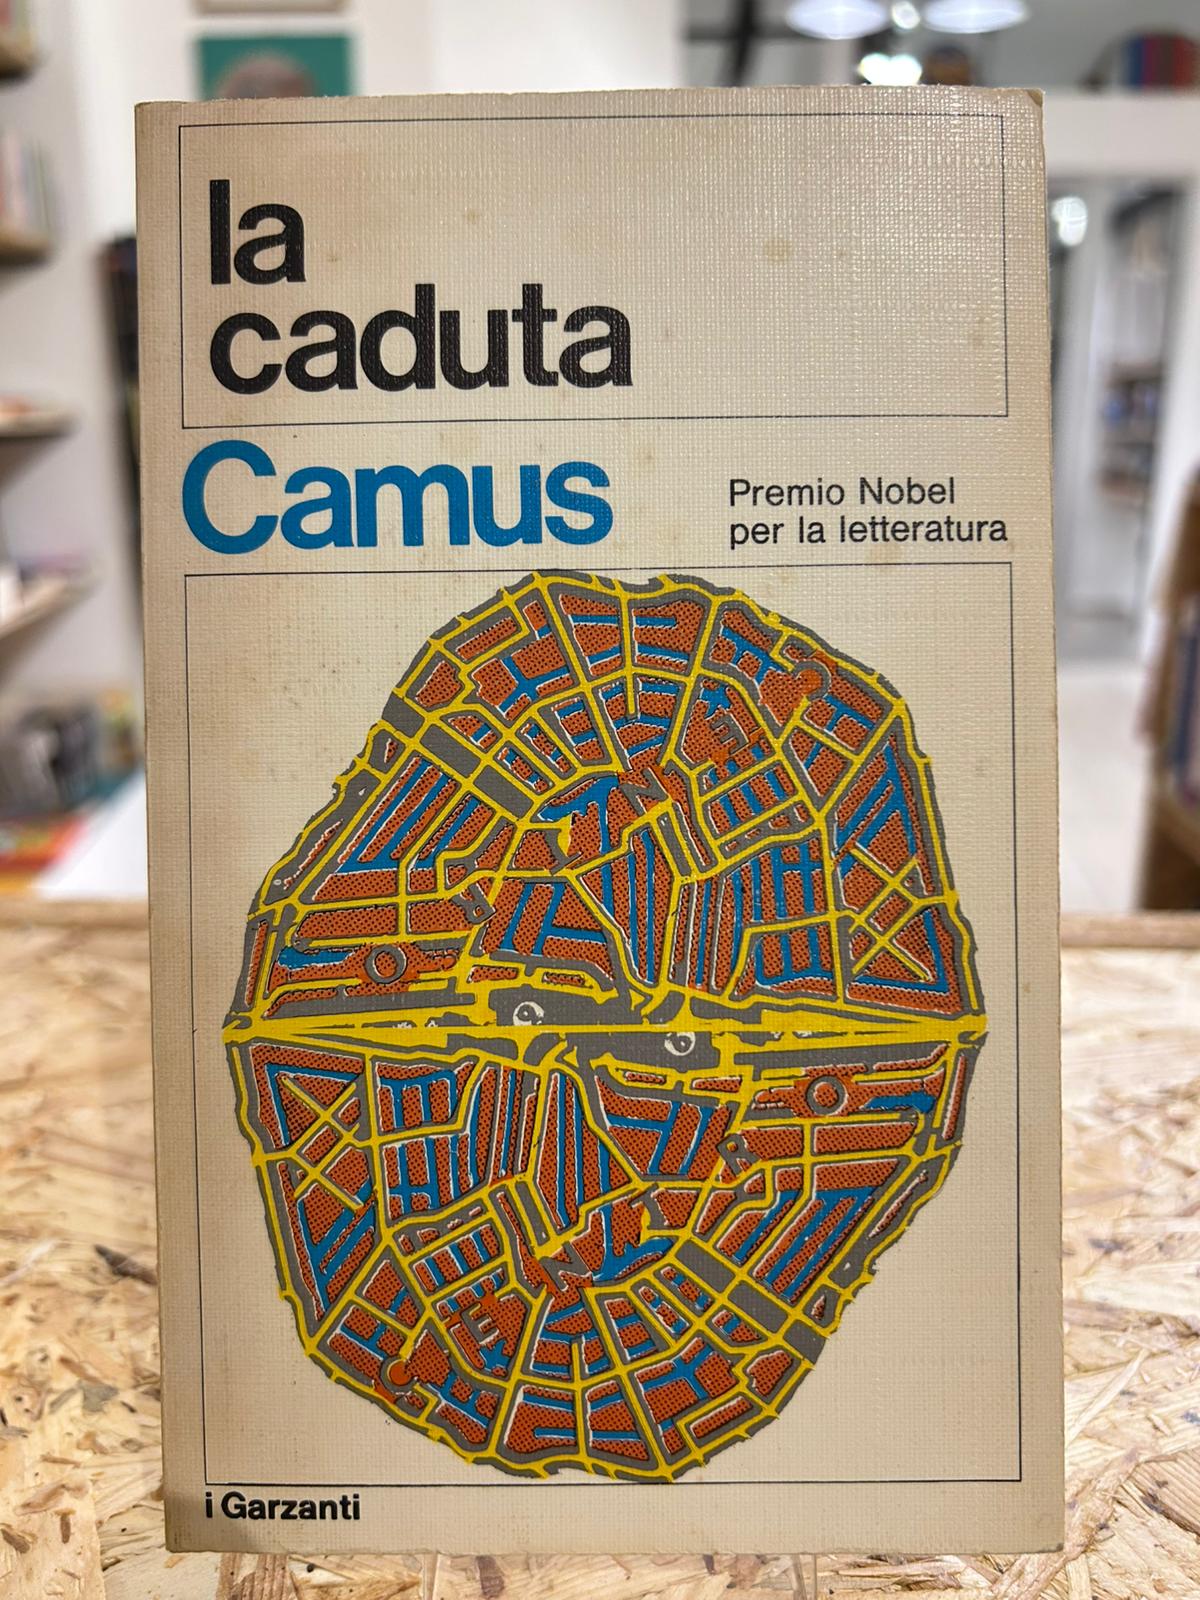 la
caduta
Camus
Premio Nobel
per la letteratura
i Garzanti